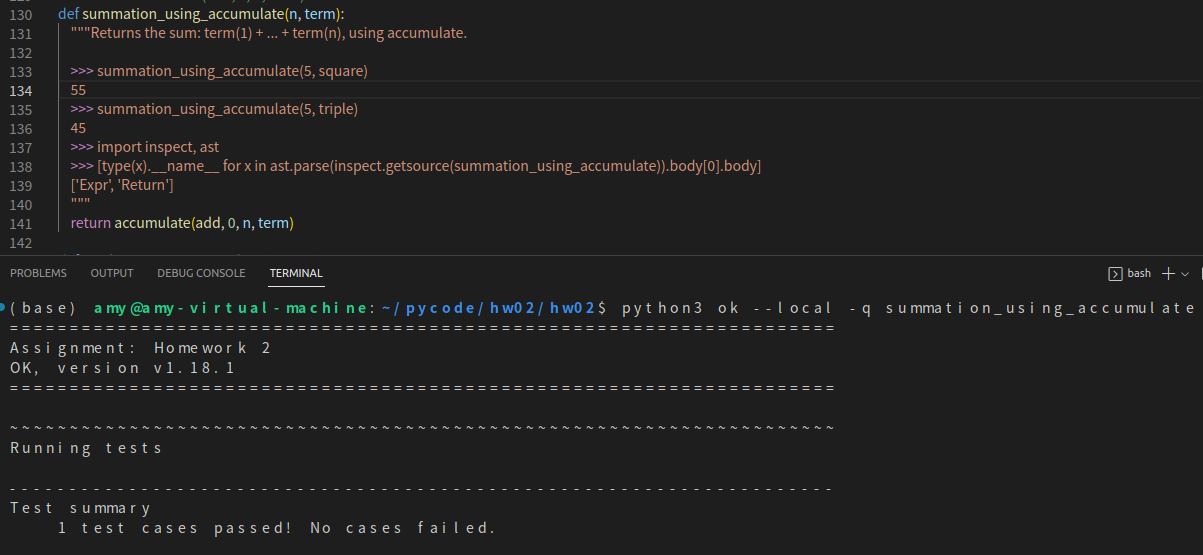 130 def summation_using_accumulate(n, term):
131 """Returns the sum: term(1) + ... + term(n), using accumulate.
132
133 >>> summation_using_accumulate(5, square)
134 55
135 >>> summation_using_accumulate(5, triple)
136 45
137 >>> import inspect, ast
138 >>> [type(x).__name__ for x in ast.parse(inspect.getsource(summation_using_accumulate)).body[0].body]
139 ['Expr', 'Return']
140 """
141 return accumulate(add, 0, n, term)
142
PROBLEMS OUTPUT DEBUG CONSOLE TERMINAL bash
(base) amy@amy-virtual-machine:~/pycode/hw02/hw02$ python3 ok --local -q summation_using_accumulate
=====================================================================
Assignment: Homework 2
OK, version v1.18.1
=====================================================================
~~~~~~~~~~~~~~~~~~~~~~~~~~~~~~~~~~~~~~~~~~~~~~~~~~~~~~~~~~~~~~~~~~~~~
Running tests
---------------------------------------------------------------------
Test summary
1 test cases passed! No cases failed.